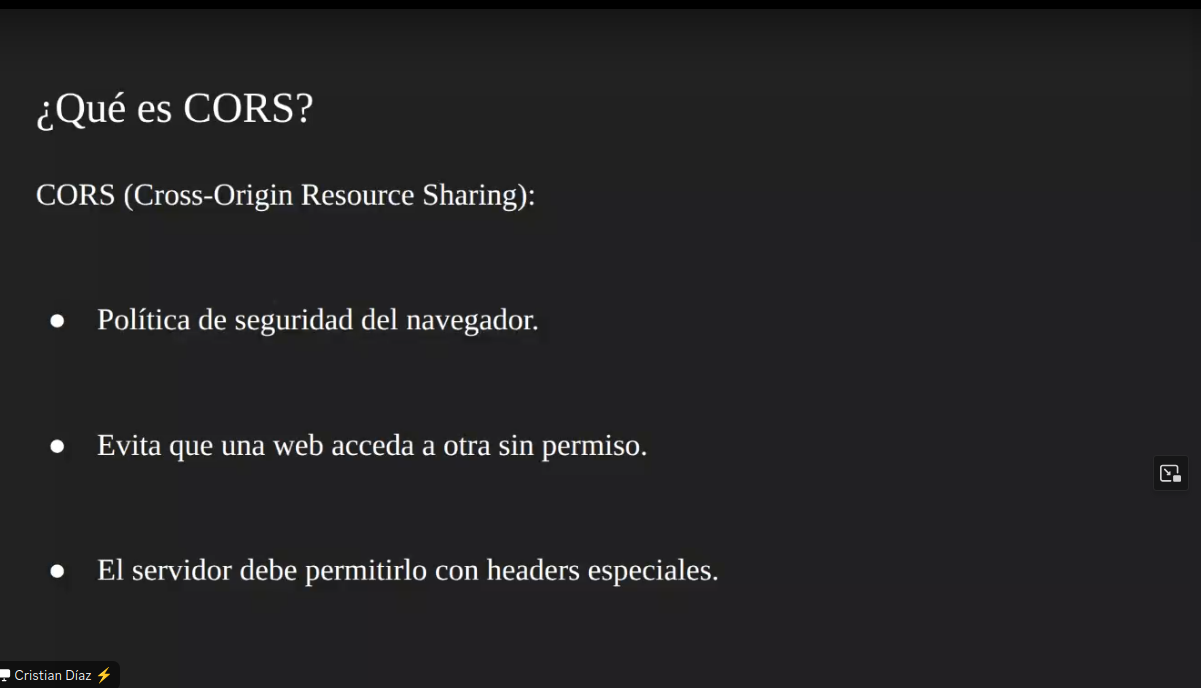 ¿Qué es CORS?
CORS (Cross-Origin Resource Sharing):
● Política de seguridad del navegador.
● Evita que una web acceda a otra sin permiso.
● El servidor debe permitirlo con headers especiales.
Cristian Díaz ⚡